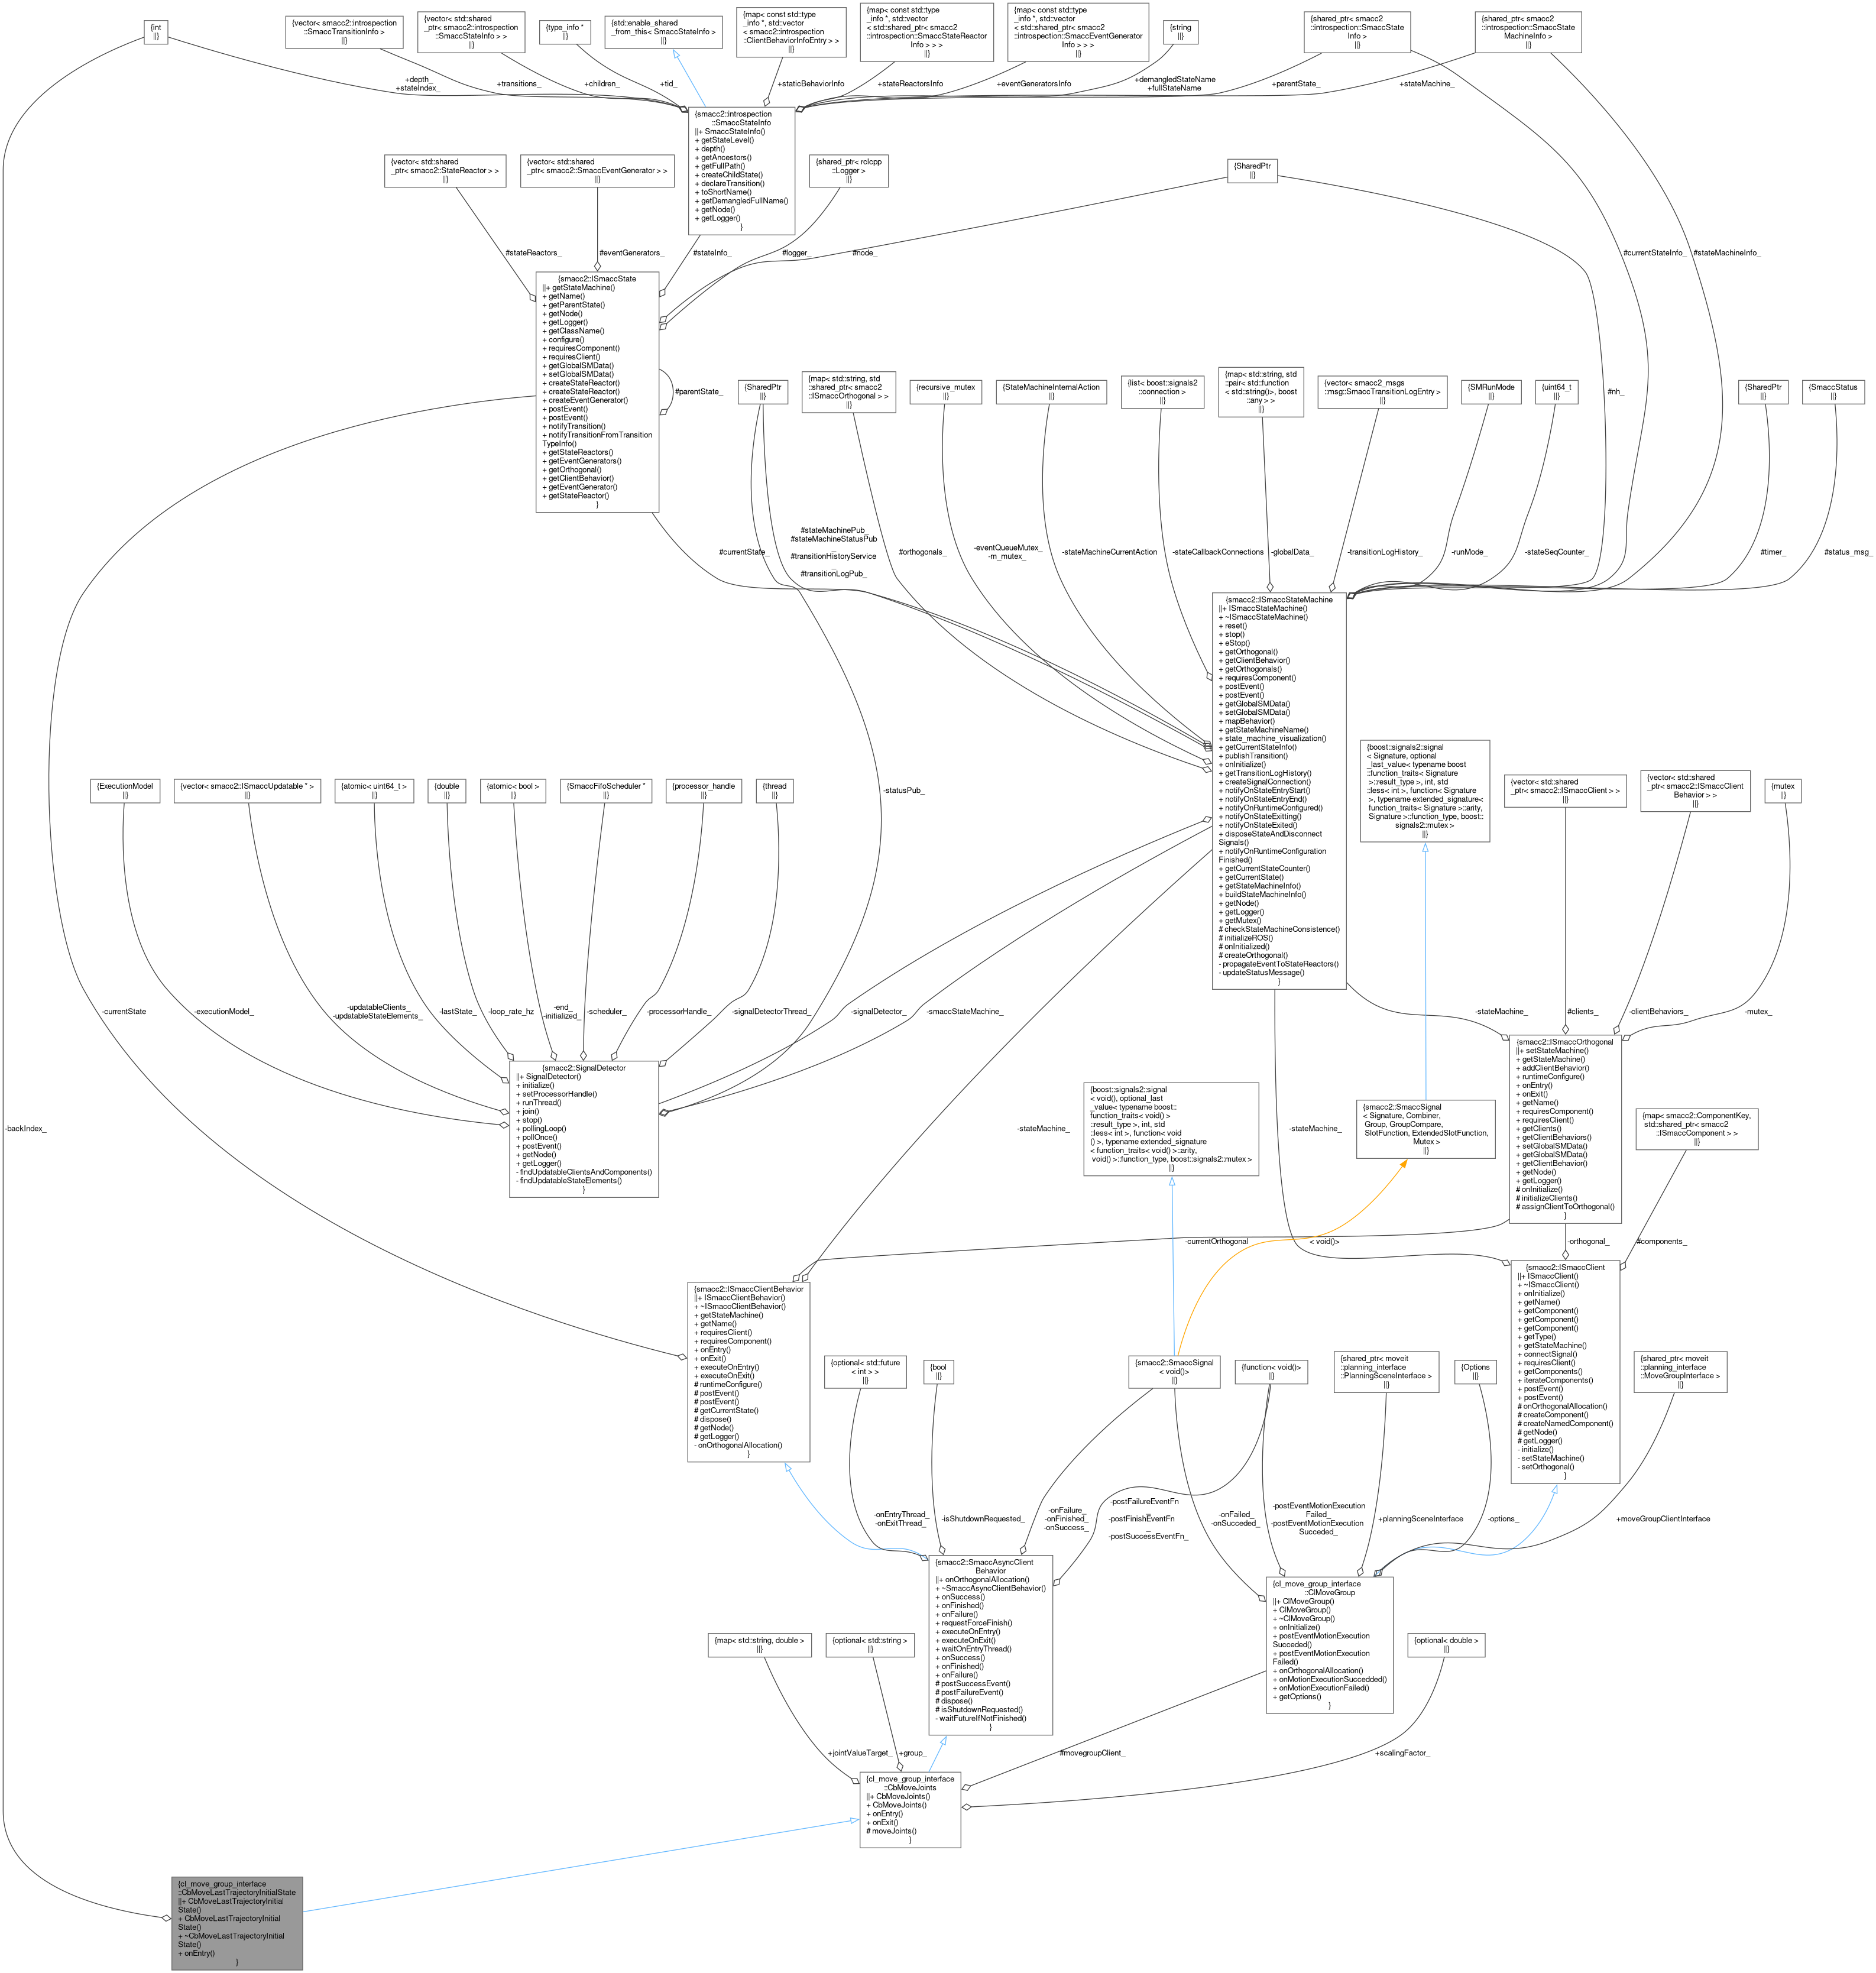 {int
||}
{vector< smacc2::introspection
::SmaccTransitionInfo >
||}
{vector< std::shared
_ptr< smacc2::introspection
::SmaccStateInfo > >
||}
{type_info *
||}
{std::enable_shared
_from_this< SmaccStateInfo >
||}
{map< const std::type
_info *, std::vector
< smacc2::introspection
::ClientBehaviorInfoEntry > >
||}
{map< const std::type
_info *, std::vector
< std::shared_ptr< smacc2
::introspection::SmaccStateReactor
Info > > >
||}
{map< const std::type
_info *, std::vector
< std::shared_ptr< smacc2
::introspection::SmaccEventGenerator
Info > > >
||}
{string
||}
{shared_ptr< smacc2
::introspection::SmaccState
Info >
||}
{shared_ptr< smacc2
::introspection::SmaccState
MachineInfo >
||}
+depth_
+stateIndex_
+transitions_
+children_
+tid_
+staticBehaviorInfo
+stateReactorsInfo
+eventGeneratorsInfo
+demangledStateName
+fullStateName
+parentState_
+stateMachine_
{smacc2::introspection
::SmaccStateInfo
||+ SmaccStateInfo()
+ getStateLevel()
+ depth()
+ getAncestors()
+ getFullPath()
+ createChildState()
+ declareTransition()
+ toShortName()
+ getDemangledFullName()
+ getNode()
+ getLogger()
}
{vector< std::shared
_ptr< smacc2::StateReactor > >
||}
{vector< std::shared
_ptr< smacc2::SmaccEventGenerator > >
||}
{shared_ptr< rclcpp
::Logger >
||}
{SharedPtr
||}
#stateReactors_
#eventGenerators_
#stateInfo_
#logger_
#node_
#currentStateInfo_
#stateMachineInfo_
{smacc2::ISmaccState
||+ getStateMachine()
+ getName()
+ getParentState()
+ getNode()
+ getLogger()
+ getClassName()
+ configure()
+ requiresComponent()
+ requiresClient()
+ getGlobalSMData()
+ setGlobalSMData()
+ createStateReactor()
+ createStateReactor()
+ createEventGenerator()
+ postEvent()
+ postEvent()
+ notifyTransition()
+ notifyTransitionFromTransition
TypeInfo()
+ getStateReactors()
+ getEventGenerators()
+ getOrthogonal()
+ getClientBehavior()
+ getEventGenerator()
+ getStateReactor()
}
#parentState_
{SharedPtr
||}
{map< std::string, std
::shared_ptr< smacc2
::ISmaccOrthogonal > >
||}
{recursive_mutex
||}
{StateMachineInternalAction
||}
{list< boost::signals2
::connection >
||}
{map< std::string, std
::pair< std::function
< std::string()>, boost
::any > >
||}
{vector< smacc2_msgs
::msg::SmaccTransitionLogEntry >
||}
{SMRunMode
||}
{uint64_t
||}
#nh_
{SharedPtr
||}
{SmaccStatus
||}
#currentState_
#stateMachinePub_
#stateMachineStatusPub
_
#transitionHistoryService
_
#transitionLogPub_
#orthogonals_
-eventQueueMutex_
-m_mutex_
-stateMachineCurrentAction
-stateCallbackConnections
-globalData_
-transitionLogHistory_
-runMode_
-stateSeqCounter_
#timer_
#status_msg_
{smacc2::ISmaccStateMachine
||+ ISmaccStateMachine()
+ ~ISmaccStateMachine()
+ reset()
+ stop()
+ eStop()
+ getOrthogonal()
+ getClientBehavior()
+ getOrthogonals()
+ requiresComponent()
+ postEvent()
+ postEvent()
+ getGlobalSMData()
+ setGlobalSMData()
+ mapBehavior()
+ getStateMachineName()
+ state_machine_visualization()
+ getCurrentStateInfo()
+ publishTransition()
+ onInitialize()
+ getTransitionLogHistory()
+ createSignalConnection()
+ notifyOnStateEntryStart()
+ notifyOnStateEntryEnd()
+ notifyOnRuntimeConfigured()
+ notifyOnStateExitting()
+ notifyOnStateExited()
+ disposeStateAndDisconnect
Signals()
+ notifyOnRuntimeConfiguration
Finished()
+ getCurrentStateCounter()
+ getCurrentState()
+ getStateMachineInfo()
+ buildStateMachineInfo()
+ getNode()
+ getLogger()
+ getMutex()
# checkStateMachineConsistence()
# initializeROS()
# onInitialized()
# createOrthogonal()
- propagateEventToStateReactors()
- updateStatusMessage()
}
{ExecutionModel
||}
{vector< smacc2::ISmaccUpdatable * >
||}
{atomic< uint64_t >
||}
{double
||}
{atomic< bool >
||}
{SmaccFifoScheduler *
||}
{processor_handle
||}
{thread
||}
-statusPub_
{boost::signals2::signal
< Signature, optional
_last_value< typename boost
::function_traits< Signature
>::result_type >, int, std
::less< int >, function< Signature
>, typename extended_signature<
function_traits< Signature >::arity,
Signature >::function_type, boost::
signals2::mutex >
||}
{vector< std::shared
_ptr< smacc2::ISmaccClient > >
||}
{vector< std::shared
_ptr< smacc2::ISmaccClient
Behavior > >
||}
{mutex
||}
-currentState
-executionModel_
-updatableClients_
-updatableStateElements_
-lastState_
-loop_rate_hz
-end_
-initialized_
-scheduler_
-processorHandle_
-signalDetectorThread_
-signalDetector_
-smaccStateMachine_
-stateMachine_
#clients_
-clientBehaviors_
-mutex_
{smacc2::SignalDetector
||+ SignalDetector()
+ initialize()
+ setProcessorHandle()
+ runThread()
+ join()
+ stop()
+ pollingLoop()
+ pollOnce()
+ postEvent()
+ getNode()
+ getLogger()
- findUpdatableClientsAndComponents()
- findUpdatableStateElements()
}
{smacc2::ISmaccOrthogonal
||+ setStateMachine()
+ getStateMachine()
+ addClientBehavior()
+ runtimeConfigure()
+ onEntry()
+ onExit()
+ getName()
+ requiresComponent()
+ requiresClient()
+ getClients()
+ getClientBehaviors()
+ setGlobalSMData()
+ getGlobalSMData()
+ getClientBehavior()
+ getNode()
+ getLogger()
# onInitialize()
# initializeClients()
# assignClientToOrthogonal()
}
-backIndex_
-stateMachine_
{boost::signals2::signal
< void(), optional_last
_value< typename boost::
function_traits< void() >
::result_type >, int, std
::less< int >, function< void
() >, typename extended_signature
< function_traits< void() >::arity,
void() >::function_type, boost::signals2::mutex >
||}
-stateMachine_
{smacc2::SmaccSignal
< Signature, Combiner,
Group, GroupCompare,
SlotFunction, ExtendedSlotFunction,
Mutex >
||}
{map< smacc2::ComponentKey,
std::shared_ptr< smacc2
::ISmaccComponent > >
||}
-currentOrthogonal
< void()>
-orthogonal_
#components_
{smacc2::ISmaccClientBehavior
||+ ISmaccClientBehavior()
+ ~ISmaccClientBehavior()
+ getStateMachine()
+ getName()
+ requiresClient()
+ requiresComponent()
+ onEntry()
+ onExit()
+ executeOnEntry()
+ executeOnExit()
# runtimeConfigure()
# postEvent()
# postEvent()
# getCurrentState()
# dispose()
# getNode()
# getLogger()
- onOrthogonalAllocation()
}
{smacc2::ISmaccClient
||+ ISmaccClient()
+ ~ISmaccClient()
+ onInitialize()
+ getName()
+ getComponent()
+ getComponent()
+ getComponent()
+ getType()
+ getStateMachine()
+ connectSignal()
+ requiresClient()
+ getComponents()
+ iterateComponents()
+ postEvent()
+ postEvent()
# onOrthogonalAllocation()
# createComponent()
# createNamedComponent()
# getNode()
# getLogger()
- initialize()
- setStateMachine()
- setOrthogonal()
}
{optional< std::future
< int > >
||}
{bool
||}
{smacc2::SmaccSignal
< void()>
||}
{function< void()>
||}
{shared_ptr< moveit
::planning_interface
::PlanningSceneInterface >
||}
{Options
||}
{shared_ptr< moveit
::planning_interface
::MoveGroupInterface >
||}
-onEntryThread_
-onExitThread_
-isShutdownRequested_
-onFailure_
-onFinished_
-onSuccess_
-postFailureEventFn
_
-postFinishEventFn
_
-postSuccessEventFn_
-onFailed_
-onSucceded_
-postEventMotionExecution
Failed_
-postEventMotionExecution
Succeded_
+planningSceneInterface
-options_
+moveGroupClientInterface
{smacc2::SmaccAsyncClient
Behavior
||+ onOrthogonalAllocation()
+ ~SmaccAsyncClientBehavior()
+ onSuccess()
+ onFinished()
+ onFailure()
+ requestForceFinish()
+ executeOnEntry()
+ executeOnExit()
+ waitOnEntryThread()
+ onSuccess()
+ onFinished()
+ onFailure()
# postSuccessEvent()
# postFailureEvent()
# dispose()
# isShutdownRequested()
- waitFutureIfNotFinished()
}
{cl_move_group_interface
::ClMoveGroup
||+ ClMoveGroup()
+ ClMoveGroup()
+ ~ClMoveGroup()
+ onInitialize()
+ postEventMotionExecution
Succeded()
+ postEventMotionExecution
Failed()
+ onOrthogonalAllocation()
+ onMotionExecutionSuccedded()
+ onMotionExecutionFailed()
+ getOptions()
}
{map< std::string, double >
||}
{optional< std::string >
||}
{optional< double >
||}
+jointValueTarget_
+group_
#movegroupClient_
+scalingFactor_
{cl_move_group_interface
::CbMoveJoints
||+ CbMoveJoints()
+ CbMoveJoints()
+ onEntry()
+ onExit()
# moveJoints()
}
{cl_move_group_interface
::CbMoveLastTrajectoryInitialState
||+ CbMoveLastTrajectoryInitial
State()
+ CbMoveLastTrajectoryInitial
State()
+ ~CbMoveLastTrajectoryInitial
State()
+ onEntry()
}